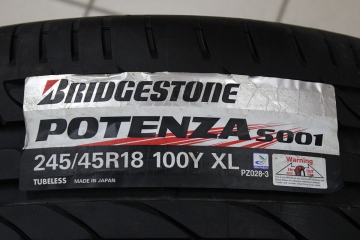 BRIDGESTONE
POTENZA S001
245/45R18 100Y XL
PZ028-3
TUBELESS MADE IN JAPAN
Warning